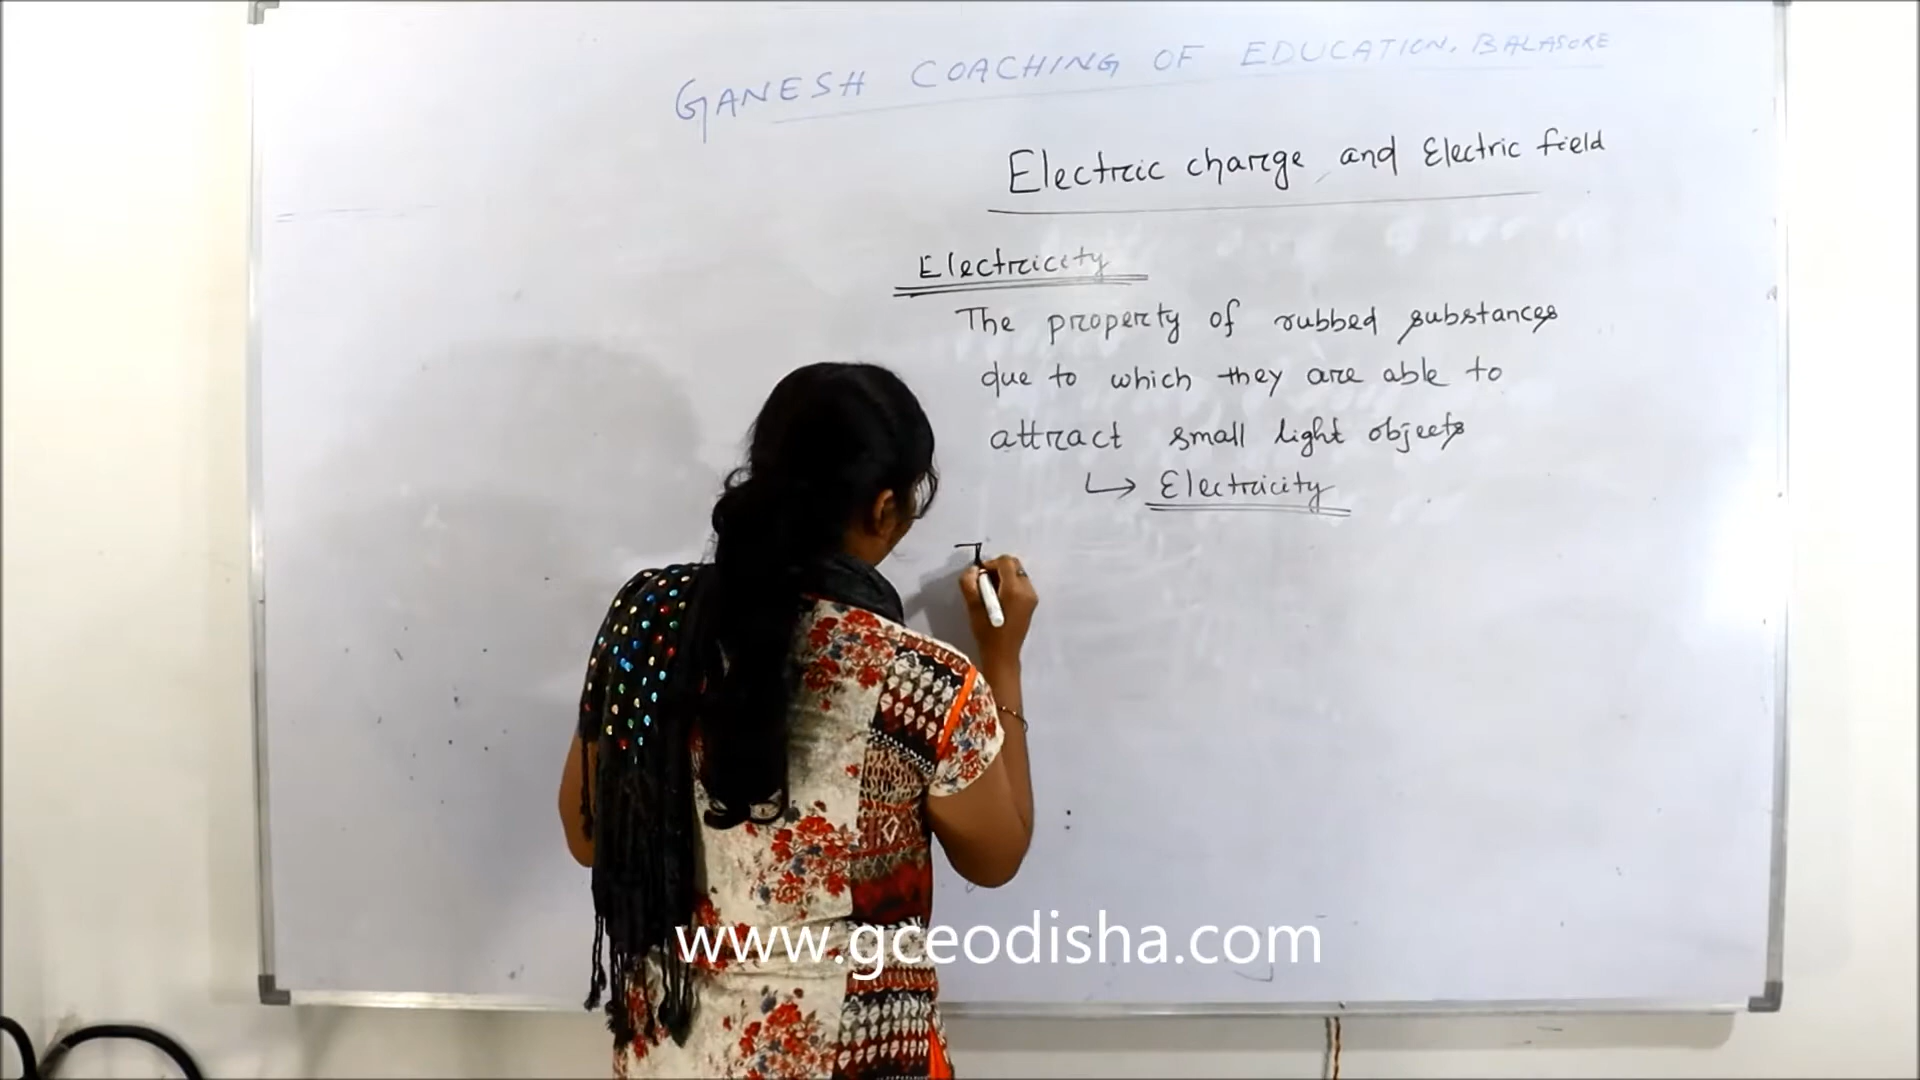 GANESH COACHING OF EDUCATION, BALASORE
Electric charge and Electric field
Electricity
The property of rubbed substances
due to which they are able to
attract small light objects
↳ Electricity
T
www.gceodisha.com